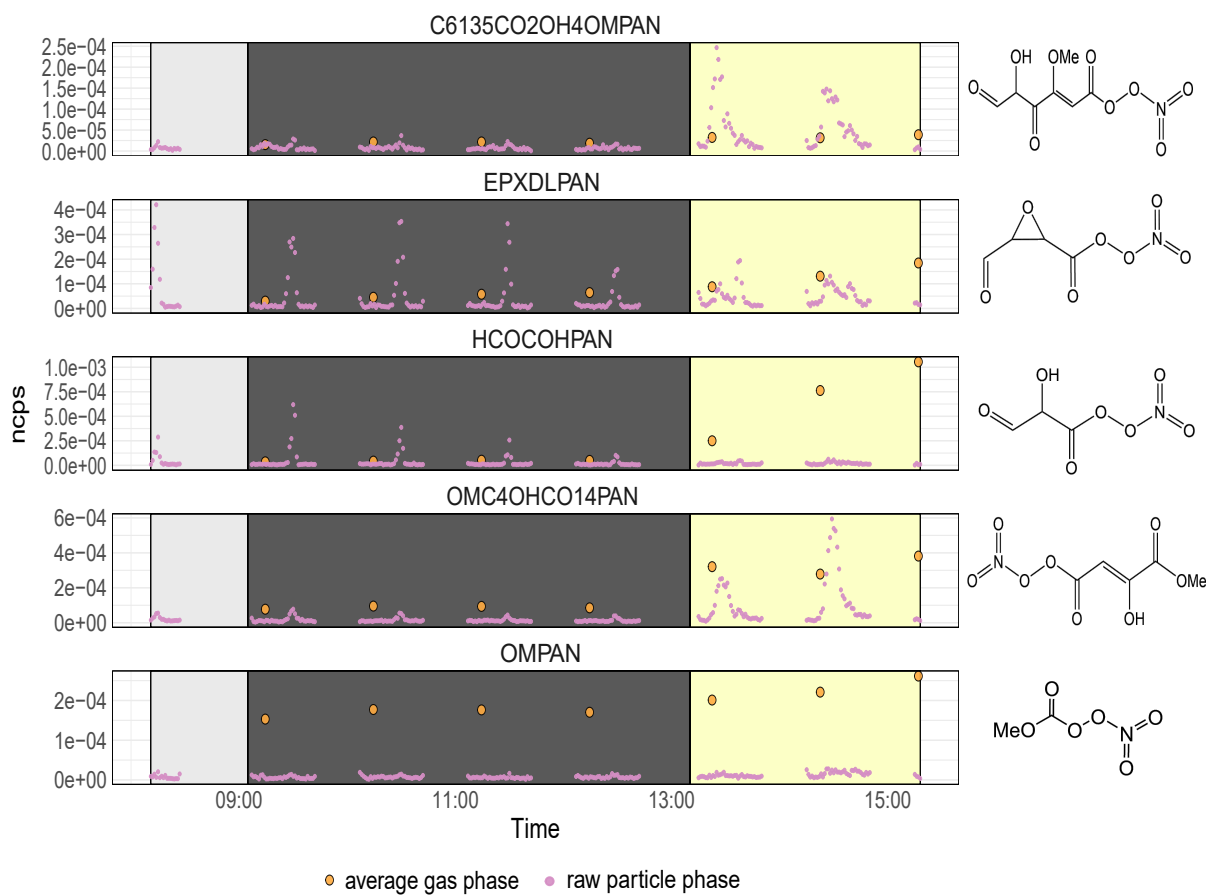 C6135CO2OH4OMPAN
2.5e-04
2.0e-04
1.5e-04
1.0e-04
5.0e-05
0.0e+00
O OH O OMe O O O N O O
EPXDLPAN
4e-04
3e-04
2e-04
1e-04
0e+00
O O O O O N O O
HCOCOHPAN
1.0e-03
7.5e-04
5.0e-04
2.5e-04
0.0e+00
O OH O O O N O O
OMC4OHCO14PAN
6e-04
4e-04
2e-04
0e+00
O N O O O O OH O OMe
OMPAN
2e-04
1e-04
0e+00
MeO O O O N O O
ncps
09:00 11:00 13:00 15:00
Time
average gas phase raw particle phase